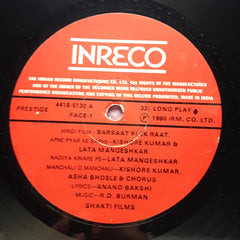 INRECO
THE INDIAN RECORD MANUFACTURING CO. LTD. ALL RIGHTS OF THE MANUFACTURER
AND OF THE OWNER OF THE RECORDED WORK RESERVED UNAUTHORISED PUBLIC
PERFORMANCE BROADCASTING AND COPYING OF THIS RECORD PROHIBITED. MADE IN INDIA
PRESTIGE 4418-5130 A 33⅓ LONG PLAY
FACE-1 ℗ 1980 IRM. CO. LTD.
HINDI FILM: BARSAAT KI EK RAAT.
APNE PYAR KE SAPNE-KISHORE KUMAR &
LATA MANGESHKAR
NADIYA KINARE PE-LATA MANGESHKAR
MANCHALI O MANCHALI-KISHORE KUMAR,
ASHA BHOSLE & CHORUS
LYRICS-ANAND BAKSHI
MUSIC-R.D. BURMAN
SHAKTI FILMS